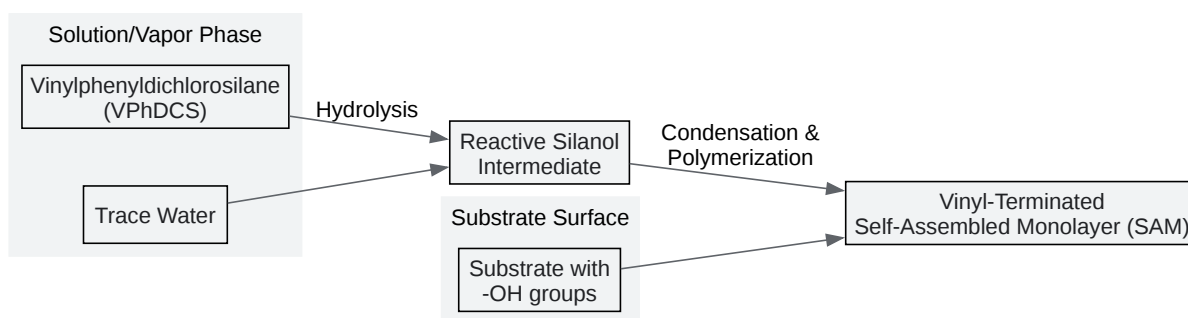 Solution/Vapor Phase
Vinylphenyldichlorosilane
(VPhDCS)
Hydrolysis
Trace Water
Reactive Silanol
Intermediate
Condensation &
Polymerization
Substrate Surface
Substrate with
-OH groups
Vinyl-Terminated
Self-Assembled Monolayer (SAM)